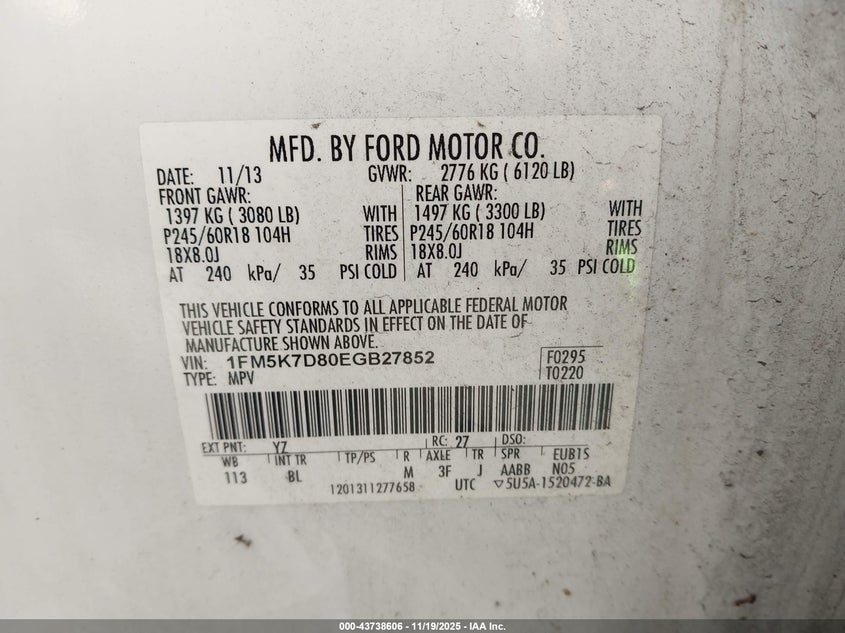 MFD. BY FORD MOTOR CO.
DATE: 11/13 GVWR: 2776 KG ( 6120 LB)
FRONT GAWR: REAR GAWR:
1397 KG ( 3080 LB) WITH 1497 KG ( 3300 LB) WITH
P245/60R18 104H TIRES P245/60R18 104H TIRES
18X8.0J RIMS 18X8.0J RIMS
AT 240 kPa/ 35 PSI COLD AT 240 kPa/ 35 PSI COLD
THIS VEHICLE CONFORMS TO ALL APPLICABLE FEDERAL MOTOR
VEHICLE SAFETY STANDARDS IN EFFECT ON THE DATE OF
MANUFACTURE SHOWN ABOVE.
VIN: 1FM5K7D80EGB27852 F0295
TYPE: MPV T0220
EXT PNT: YZ RC: 27 DSO:
WB INT TR TP/PS R AXLE TR SPR EUB1S
113 BL M 3F J AABB N05
1201311277658 UTC ▽5U5A-1520472-BA
000-43738606 - 11/19/2025 - IAA Inc.